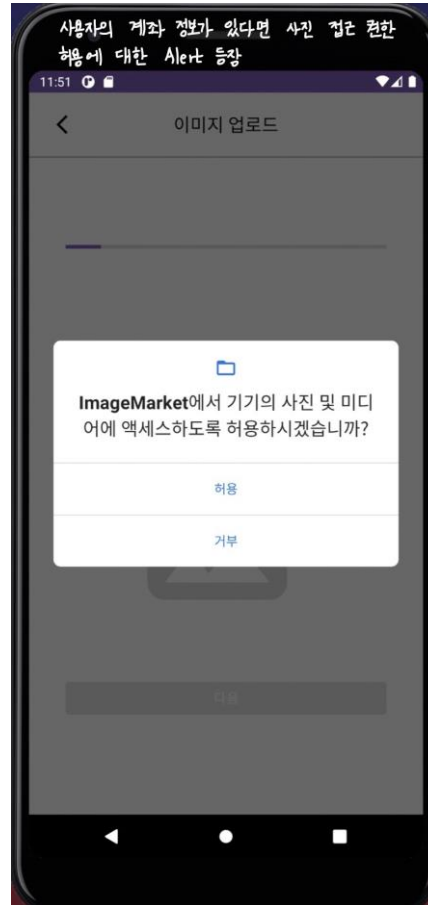 사용자의 계좌 정보가 있다면 사진 접근 권한
허용에 대한 Alert 등장
11:51
이미지 업로드
ImageMarket에서 기기의 사진 및 미디
어에 액세스하도록 허용하시겠습니까?
허용
거부
다음